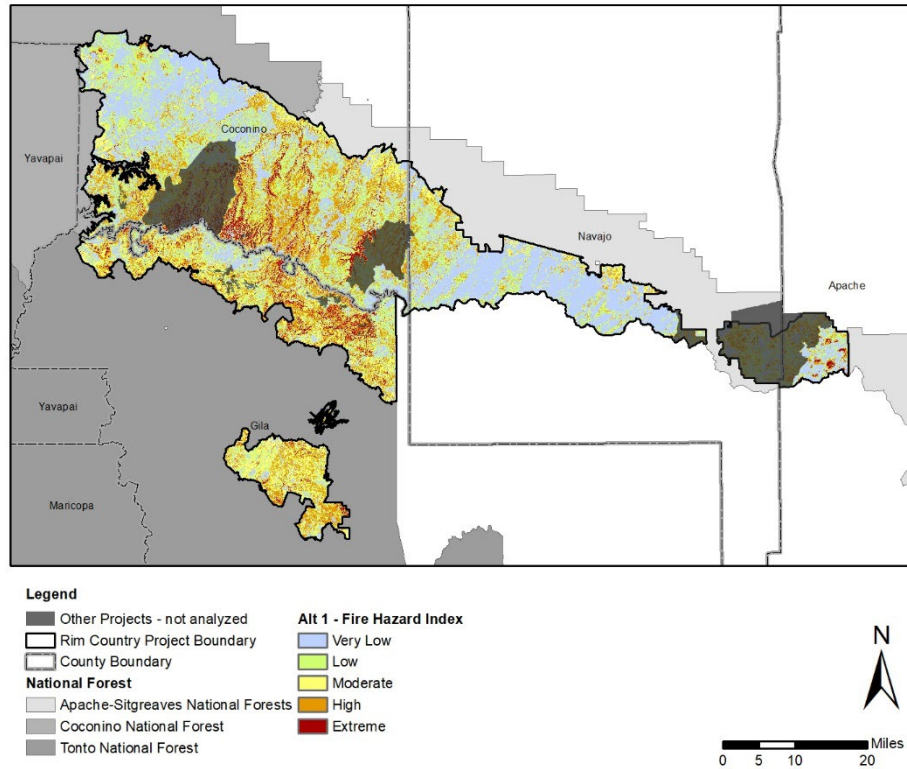 Coconino
Yavapai
Navajo
Apache
Yavapai
Gila
Maricopa
Legend
Other Projects - not analyzed
Rim Country Project Boundary
County Boundary
National Forest
Apache-Sitgreaves National Forests
Coconino National Forest
Tonto National Forest
Alt 1 - Fire Hazard Index
Very Low
Low
Moderate
High
Extreme
N
Miles
0 5 10 20